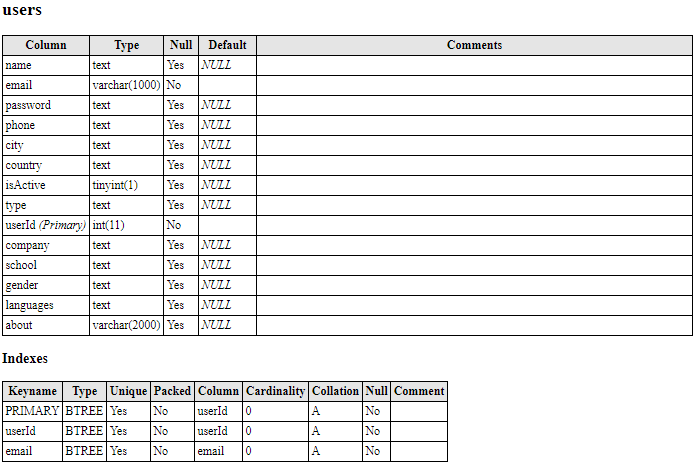 users
Column Type Null Default Comments
name text Yes NULL
email varchar(1000) No
password text Yes NULL
phone text Yes NULL
city text Yes NULL
country text Yes NULL
isActive tinyint(1) Yes NULL
type text Yes NULL
userId (Primary) int(11) No
company text Yes NULL
school text Yes NULL
gender text Yes NULL
languages text Yes NULL
about varchar(2000) Yes NULL
Indexes
Keyname Type Unique Packed Column Cardinality Collation Null Comment
PRIMARY BTREE Yes No userId 0 A No
userId BTREE Yes No userId 0 A No
email BTREE Yes No email 0 A No